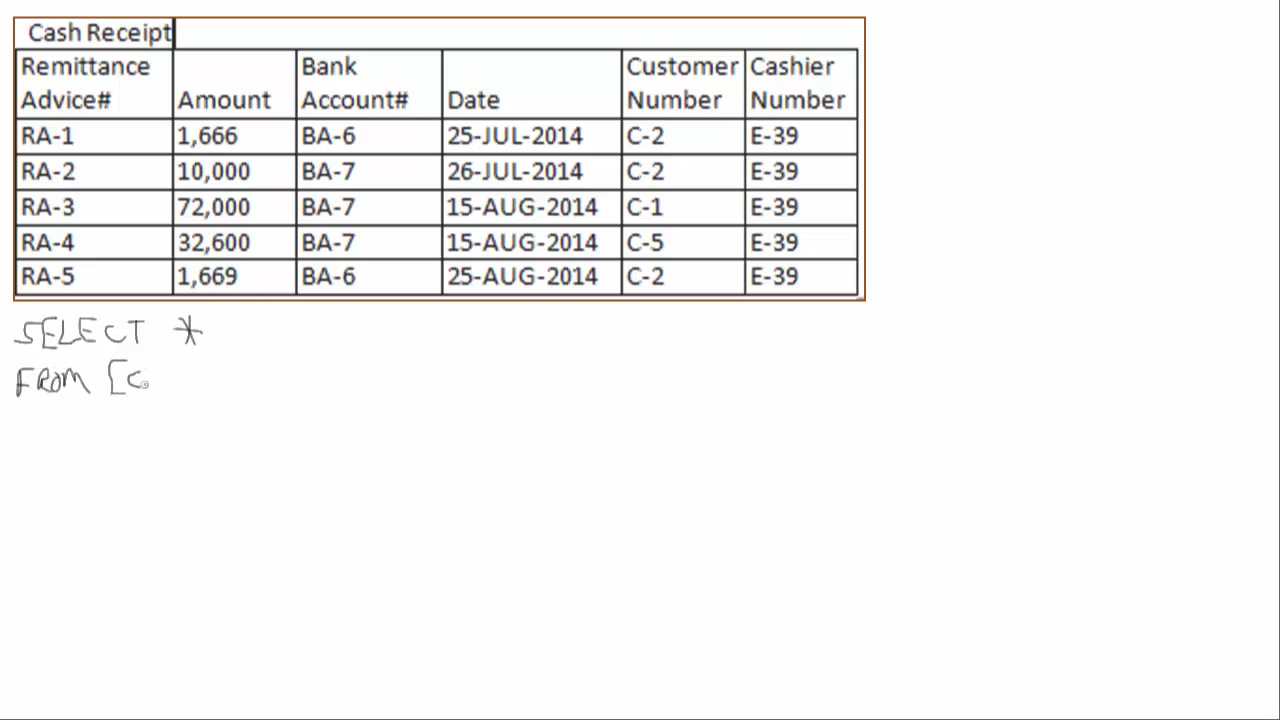 Cash Receipt
Remittance Advice# Amount Bank Account# Date Customer Number Cashier Number
RA-1 1,666 BA-6 25-JUL-2014 C-2 E-39
RA-2 10,000 BA-7 26-JUL-2014 C-2 E-39
RA-3 72,000 BA-7 15-AUG-2014 C-1 E-39
RA-4 32,600 BA-7 15-AUG-2014 C-5 E-39
RA-5 1,669 BA-6 25-AUG-2014 C-2 E-39
SELECT *
FROM [C